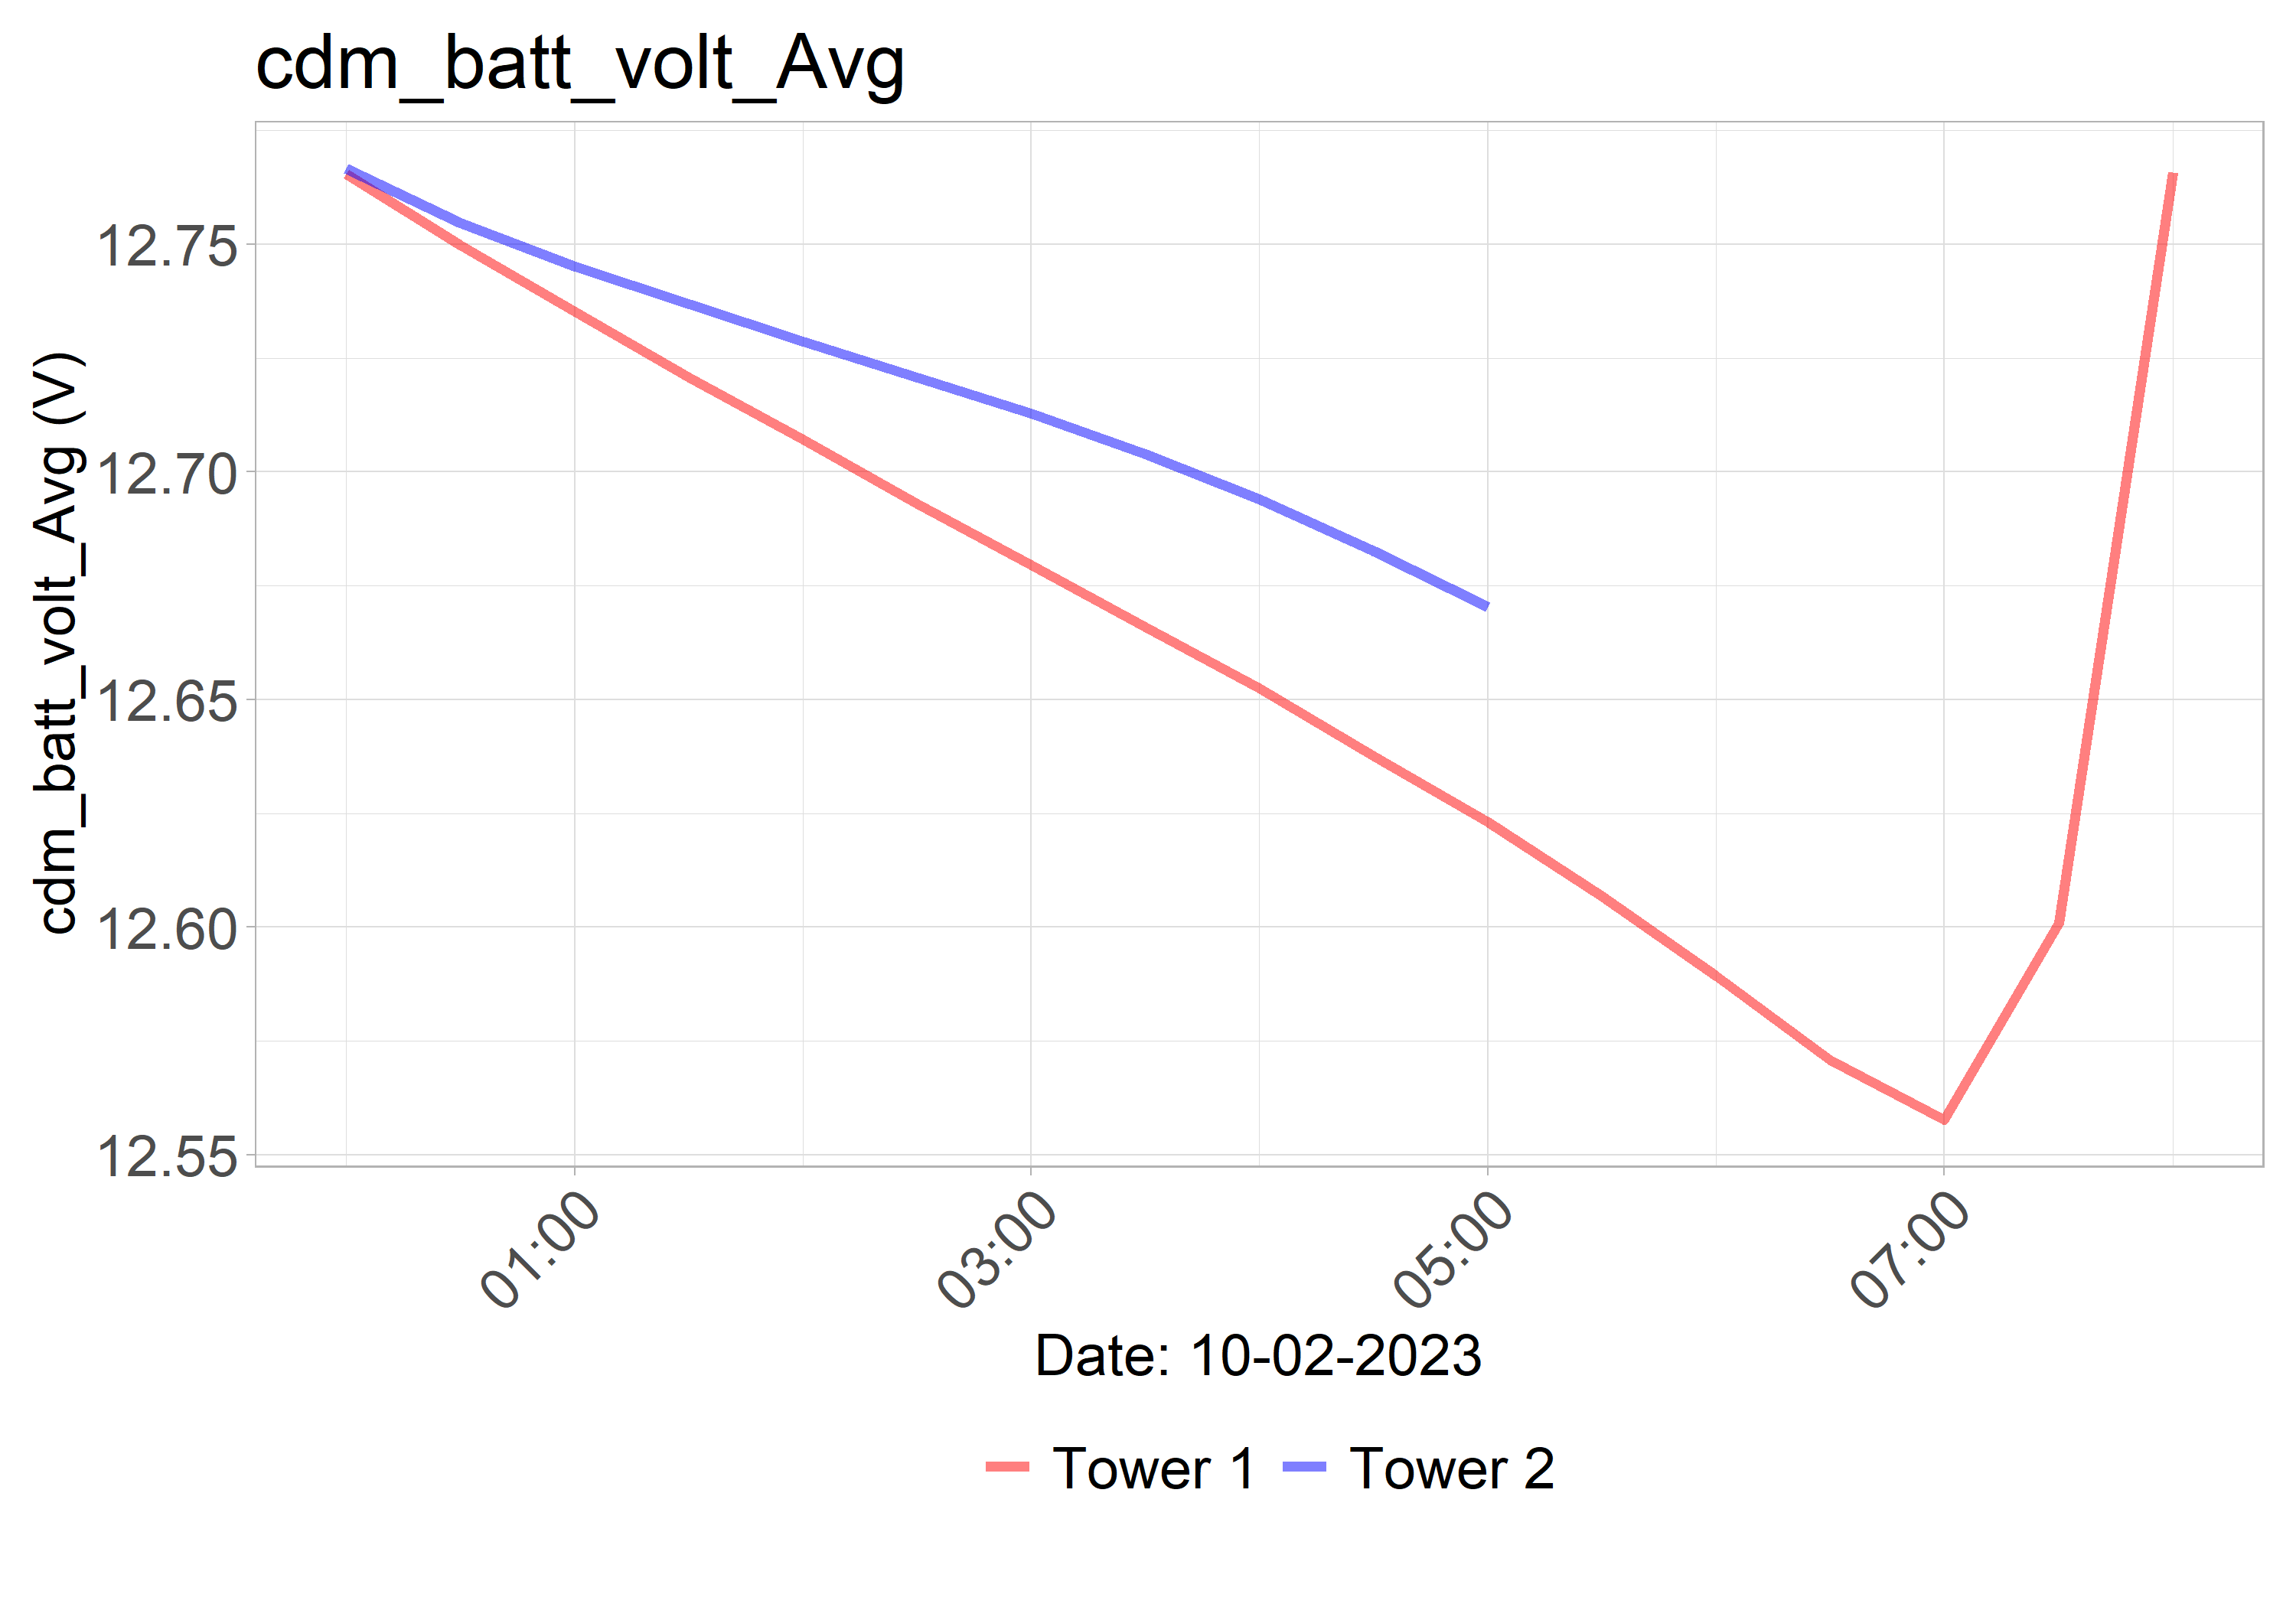 cdm_batt_volt_Avg
cdm_batt_volt_Avg (V)
12.75
12.70
12.65
12.60
12.55
01:00
03:00
05:00
07:00
Date: 10-02-2023
Tower 1
Tower 2